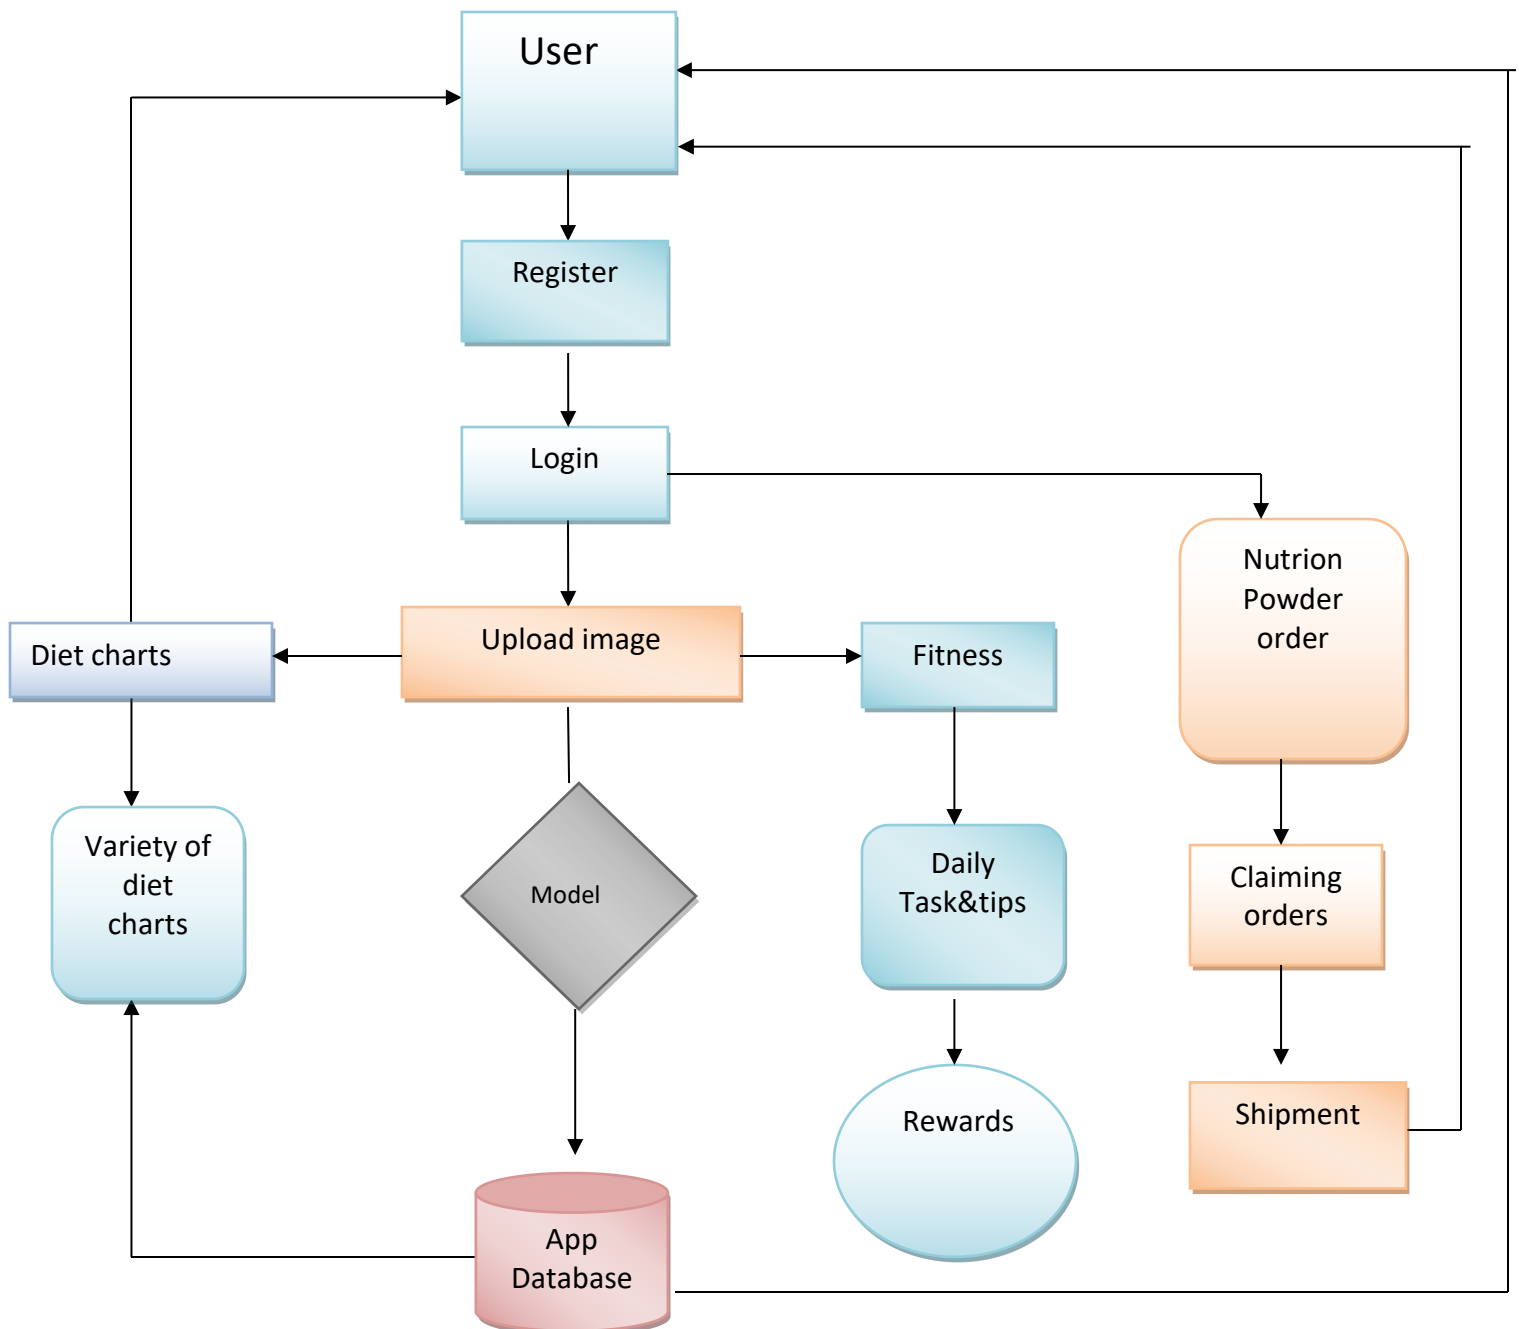 User
Register
Login
Nutrion
Powder
order
Diet charts
Upload image
Fitness
Variety of
diet
charts
Model
Daily
Task&tips
Claiming
orders
Rewards
Shipment
App
Database